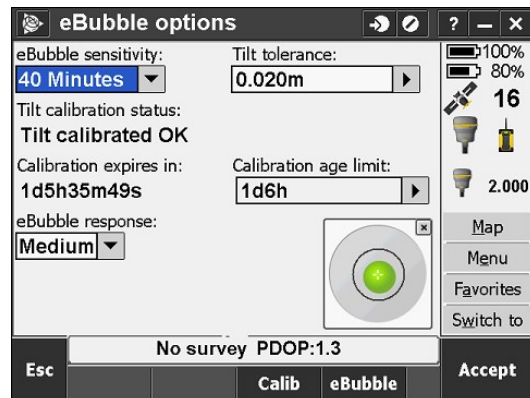 eBubble options
? – ×
eBubble sensitivity:
Tilt tolerance:
40 Minutes
0.020m
Tilt calibration status:
Tilt calibrated OK
Calibration expires in:
Calibration age limit:
1d5h35m49s
1d6h
eBubble response:
Medium
100%
80%
16
2.000
Map
Menu
Favorites
Switch to
No survey PDOP:1.3
Esc
Calib
eBubble
Accept